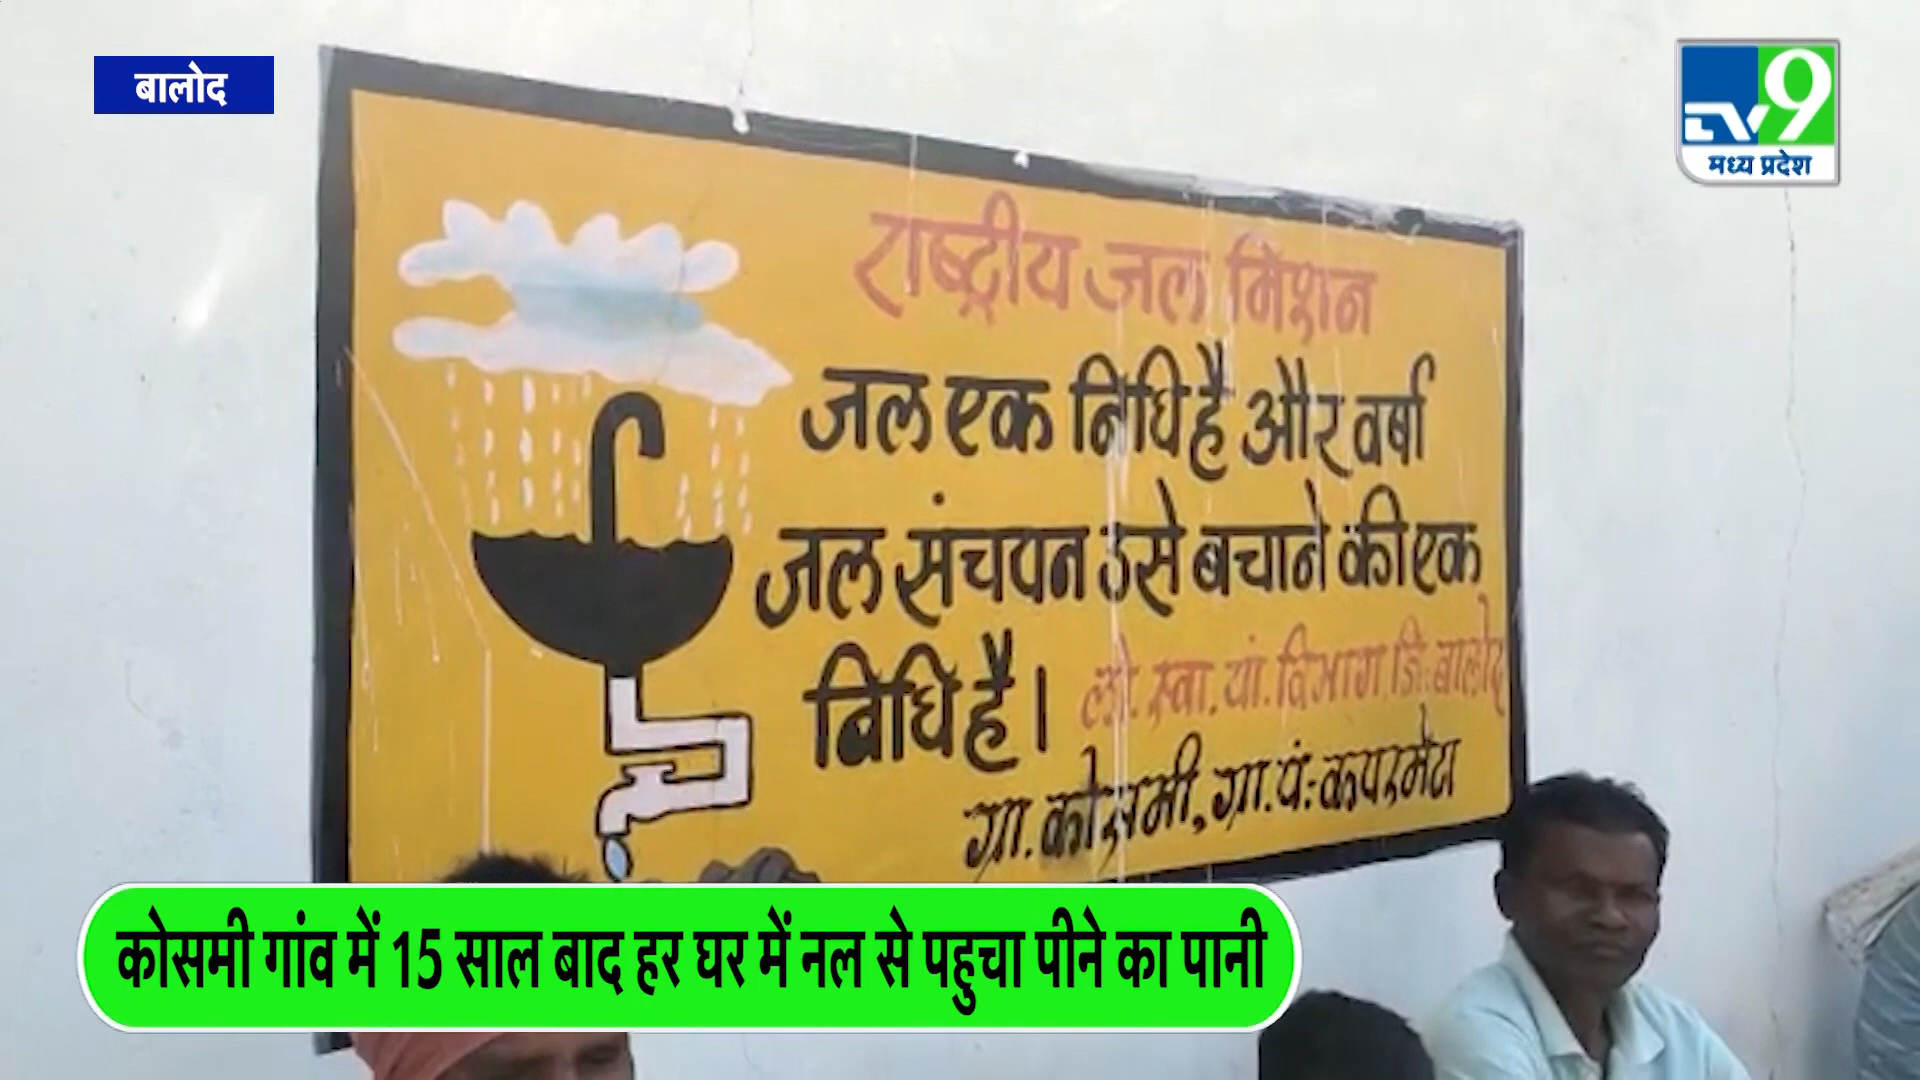 बालोद
TV9
मध्य प्रदेश
राष्ट्रीय जल मिशन
जल एक निधि है और वर्षा
जल संचयन उसे बचाने की एक
विधि है।
लो. स्वा. यां. विभाग जि. बालोद
ग्रा. कोसमी, ग्रा. पं:- कपरमेटा
कोसमी गांव में 15 साल बाद हर घर में नल से पहुचा पीने का पानी